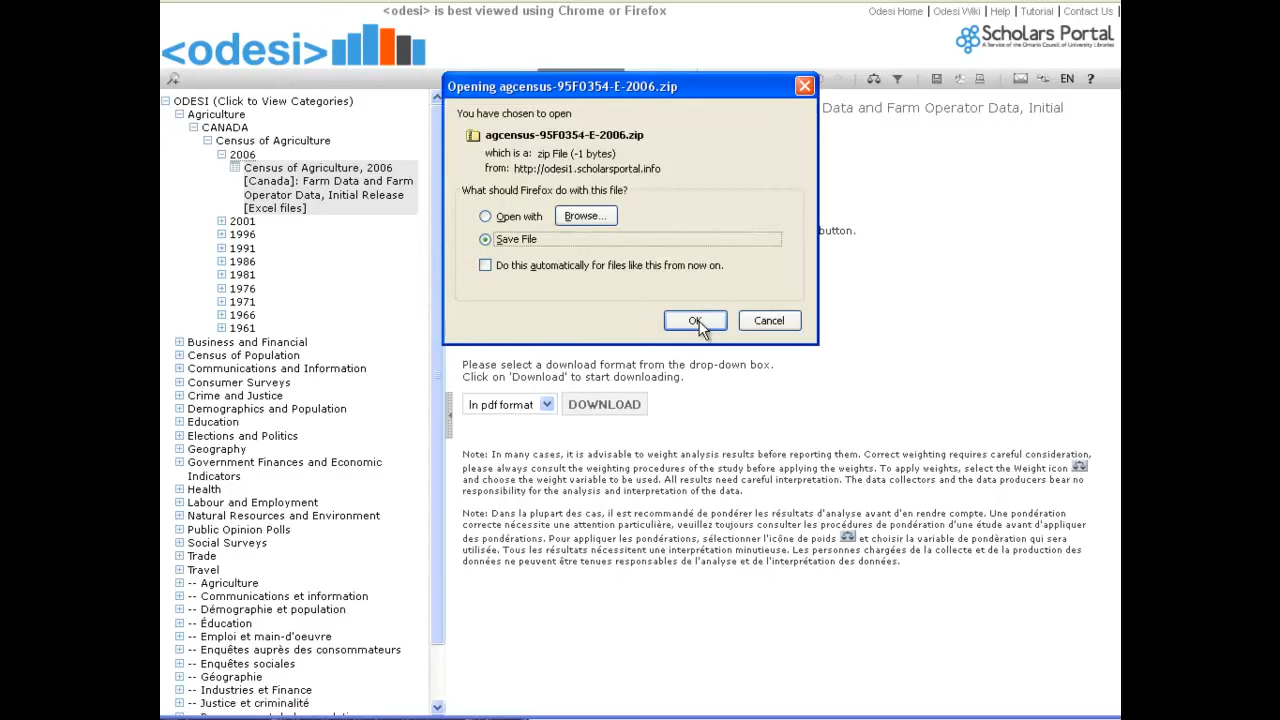 <odesi> is best viewed using Chrome or Firefox
Odesi Home | Odesi Wiki | Help | Tutorial | Contact Us
<odesi>
Scholars Portal
A Service of the Ontario Council of University Libraries
EN ?
ODESI (Click to View Categories)
Agriculture
CANADA
Census of Agriculture
2006
Census of Agriculture, 2006
[Canada]: Farm Data and Farm
Operator Data, Initial Release
[Excel files]
2001
1996
1991
1986
1981
1976
1971
1966
1961
Business and Financial
Census of Population
Communications and Information
Consumer Surveys
Crime and Justice
Demographics and Population
Education
Elections and Politics
Geography
Government Finances and Economic
Indicators
Health
Labour and Employment
Natural Resources and Environment
Public Opinion Polls
Social Surveys
Trade
Travel
-- Agriculture
-- Communications et information
-- Démographie et population
-- Éducation
-- Emploi et main-d'oeuvre
-- Enquêtes auprès des consommateurs
-- Enquêtes sociales
-- Géographie
-- Industries et Finance
-- Justice et criminalité
Opening agcensus-95F0354-E-2006.zip
You have chosen to open
agcensus-95F0354-E-2006.zip
which is a: zip File (-1 bytes)
from: http://odesi1.scholarsportal.info
What should Firefox do with this file?
Open with Browse...
Save File
Do this automatically for files like this from now on.
OK Cancel
Data and Farm Operator Data, Initial
button.
Please select a download format from the drop-down box.
Click on 'Download' to start downloading.
In pdf format DOWNLOAD
Note: In many cases, it is advisable to weight analysis results before reporting them. Correct weighting requires careful consideration,
please always consult the weighting procedures of the study before applying the weights. To apply weights, select the Weight icon
and choose the weight variable to be used. All results need careful interpretation. The data collectors and the data producers bear no
responsibility for the analysis and interpretation of the data.
Note: Dans la plupart des cas, il est recommandé de pondérer les résultats d'analyse avant d'en rendre compte. Une pondération
correcte nécessite une attention particulière, veuillez toujours consulter les procédures de pondération d'une étude avant d'appliquer
des pondérations. Pour appliquer les pondérations, sélectionner l'icône de poids et choisir la variable de pondération qui sera
utilisée. Tous les résultats nécessitent une interprétation minutieuse. Les personnes chargées de la collecte et de la production des
données ne peuvent être tenues responsables de l'analyse et de l'interprétation des données.